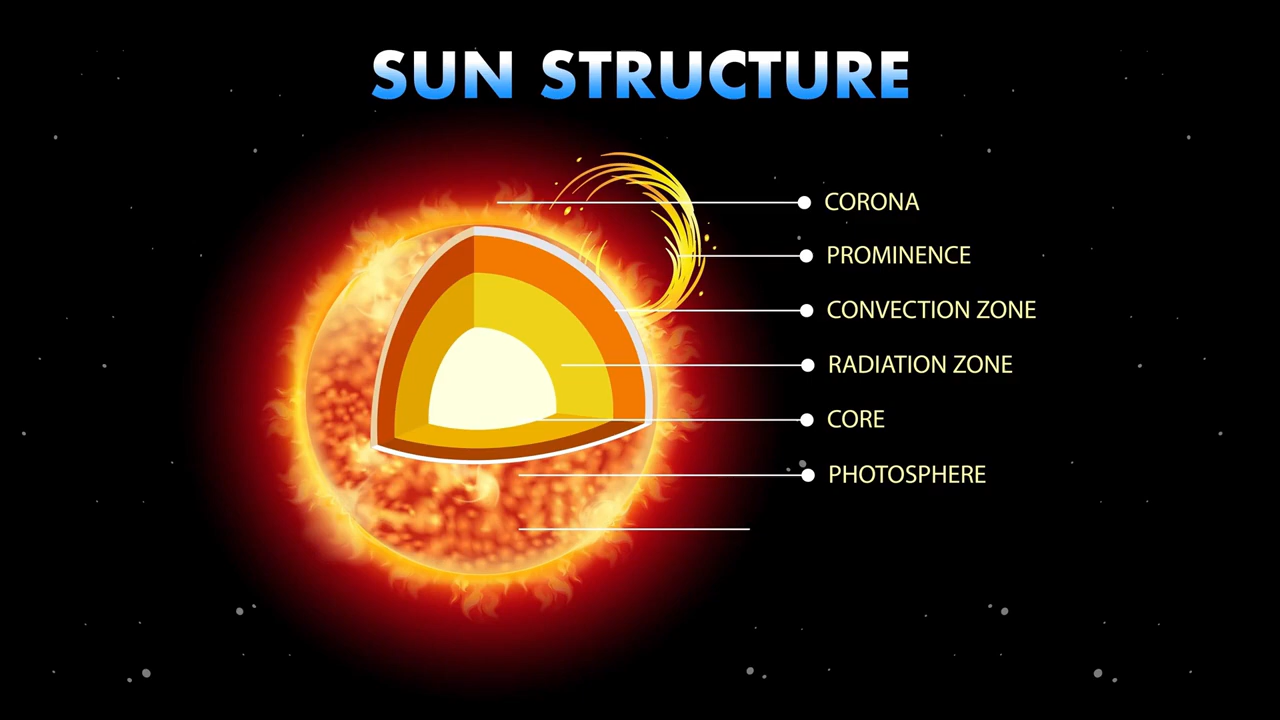 SUN STRUCTURE
CORONA
PROMINENCE
CONVECTION ZONE
RADIATION ZONE
CORE
PHOTOSPHERE